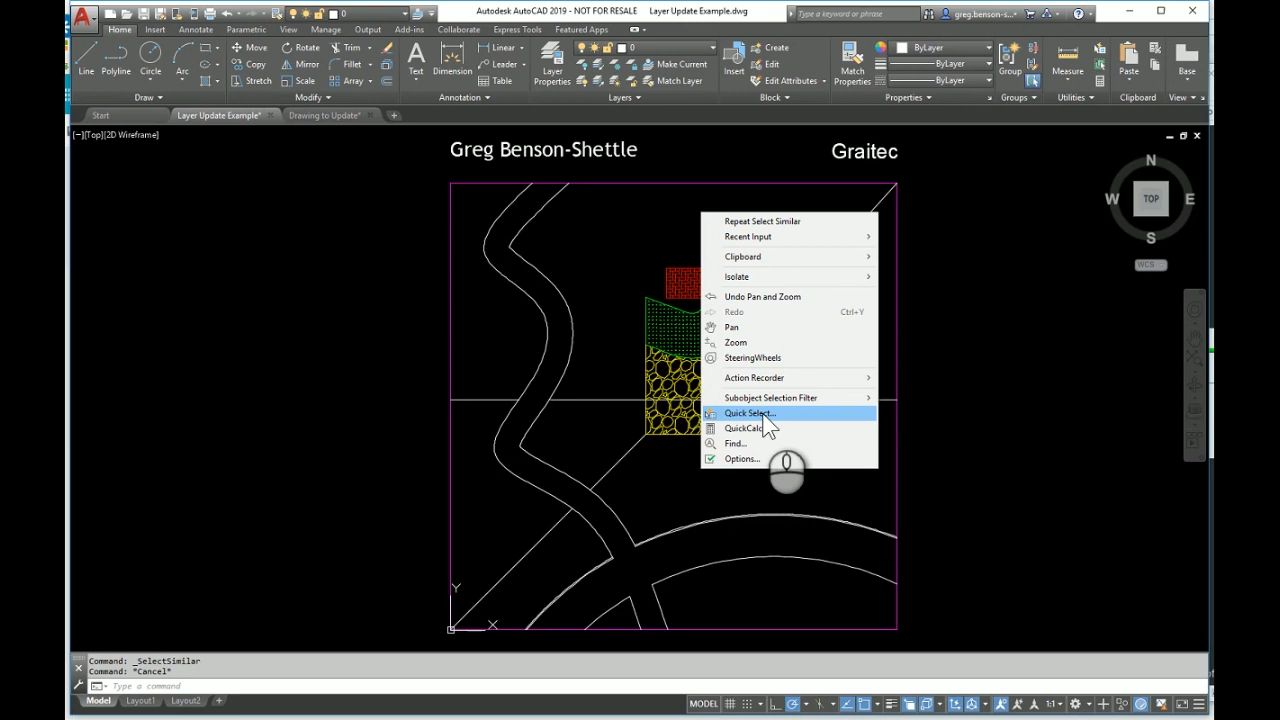 Autodesk AutoCAD 2019 - NOT FOR RESALE Layer Update Example.dwg
Type a keyword or phrase
greg.benson-s...
0
Home Insert Annotate Parametric View Manage Output Add-ins Collaborate Express Tools Featured Apps
Line Polyline Circle Arc
Move Rotate Trim
Copy Mirror Fillet
Stretch Scale Array
Text Dimension
Linear
Leader
Table
Layer Properties
0
Make Current
Match Layer
Insert
Create
Edit
Edit Attributes
Match Properties
ByLayer
ByLayer
ByLayer
Group
Measure
Paste
Base
Draw Modify Annotation Layers Block Properties Groups Utilities Clipboard View
Start Layer Update Example* Drawing to Update*
[−][Top][2D Wireframe]
Greg Benson-Shettle Graitec
N
W TOP E
S
WCS
Repeat Select Similar
Recent Input
Clipboard
Isolate
Undo Pan and Zoom
Redo Ctrl+Y
Pan
Zoom
SteeringWheels
Action Recorder
Subobject Selection Filter
Quick Select...
QuickCalc
Find...
Options...
Y
X
Command: _SelectSimilar
Command: *Cancel*
Type a command
Model Layout1 Layout2 +
MODEL 1:1